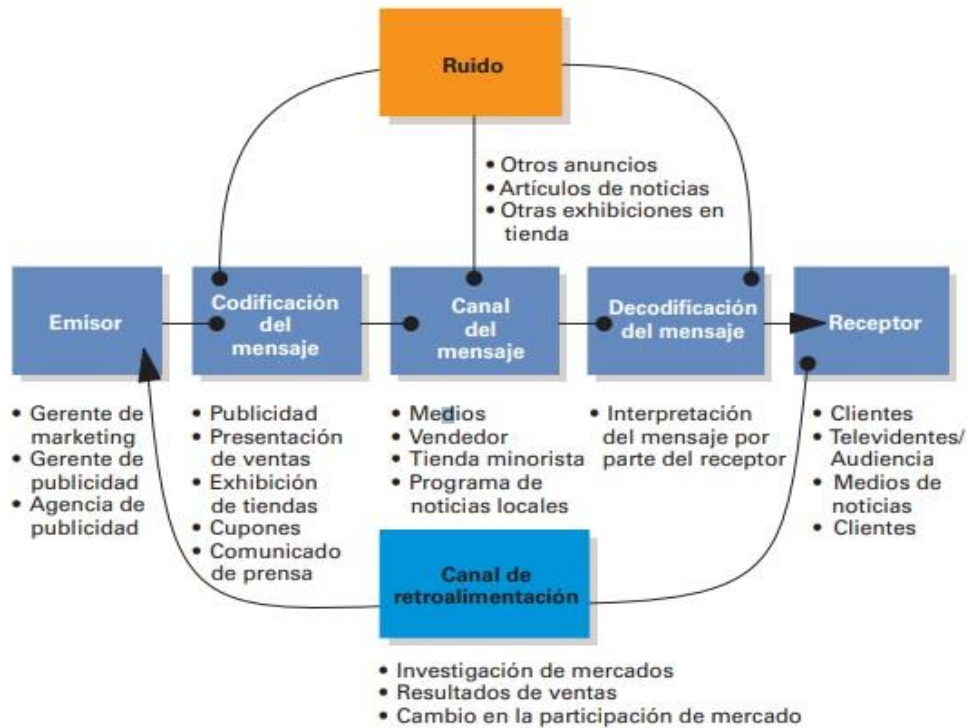 Ruido
• Otros anuncios
• Artículos de noticias
• Otras exhibiciones en
tienda
Emisor
Codificación
del
mensaje
Canal
del
mensaje
Decodificación
del mensaje
Receptor
• Gerente de
marketing
• Gerente de
publicidad
• Agencia de
publicidad
• Publicidad
• Presentación
de ventas
• Exhibición
de tiendas
• Cupones
• Comunicado
de prensa
• Medios
• Vendedor
• Tienda minorista
• Programa de
noticias locales
• Interpretación
del mensaje por
parte del receptor
• Clientes
• Televidentes/
Audiencia
• Medios de
noticias
• Clientes
Canal de
retroalimentación
• Investigación de mercados
• Resultados de ventas
• Cambio en la participación de mercado